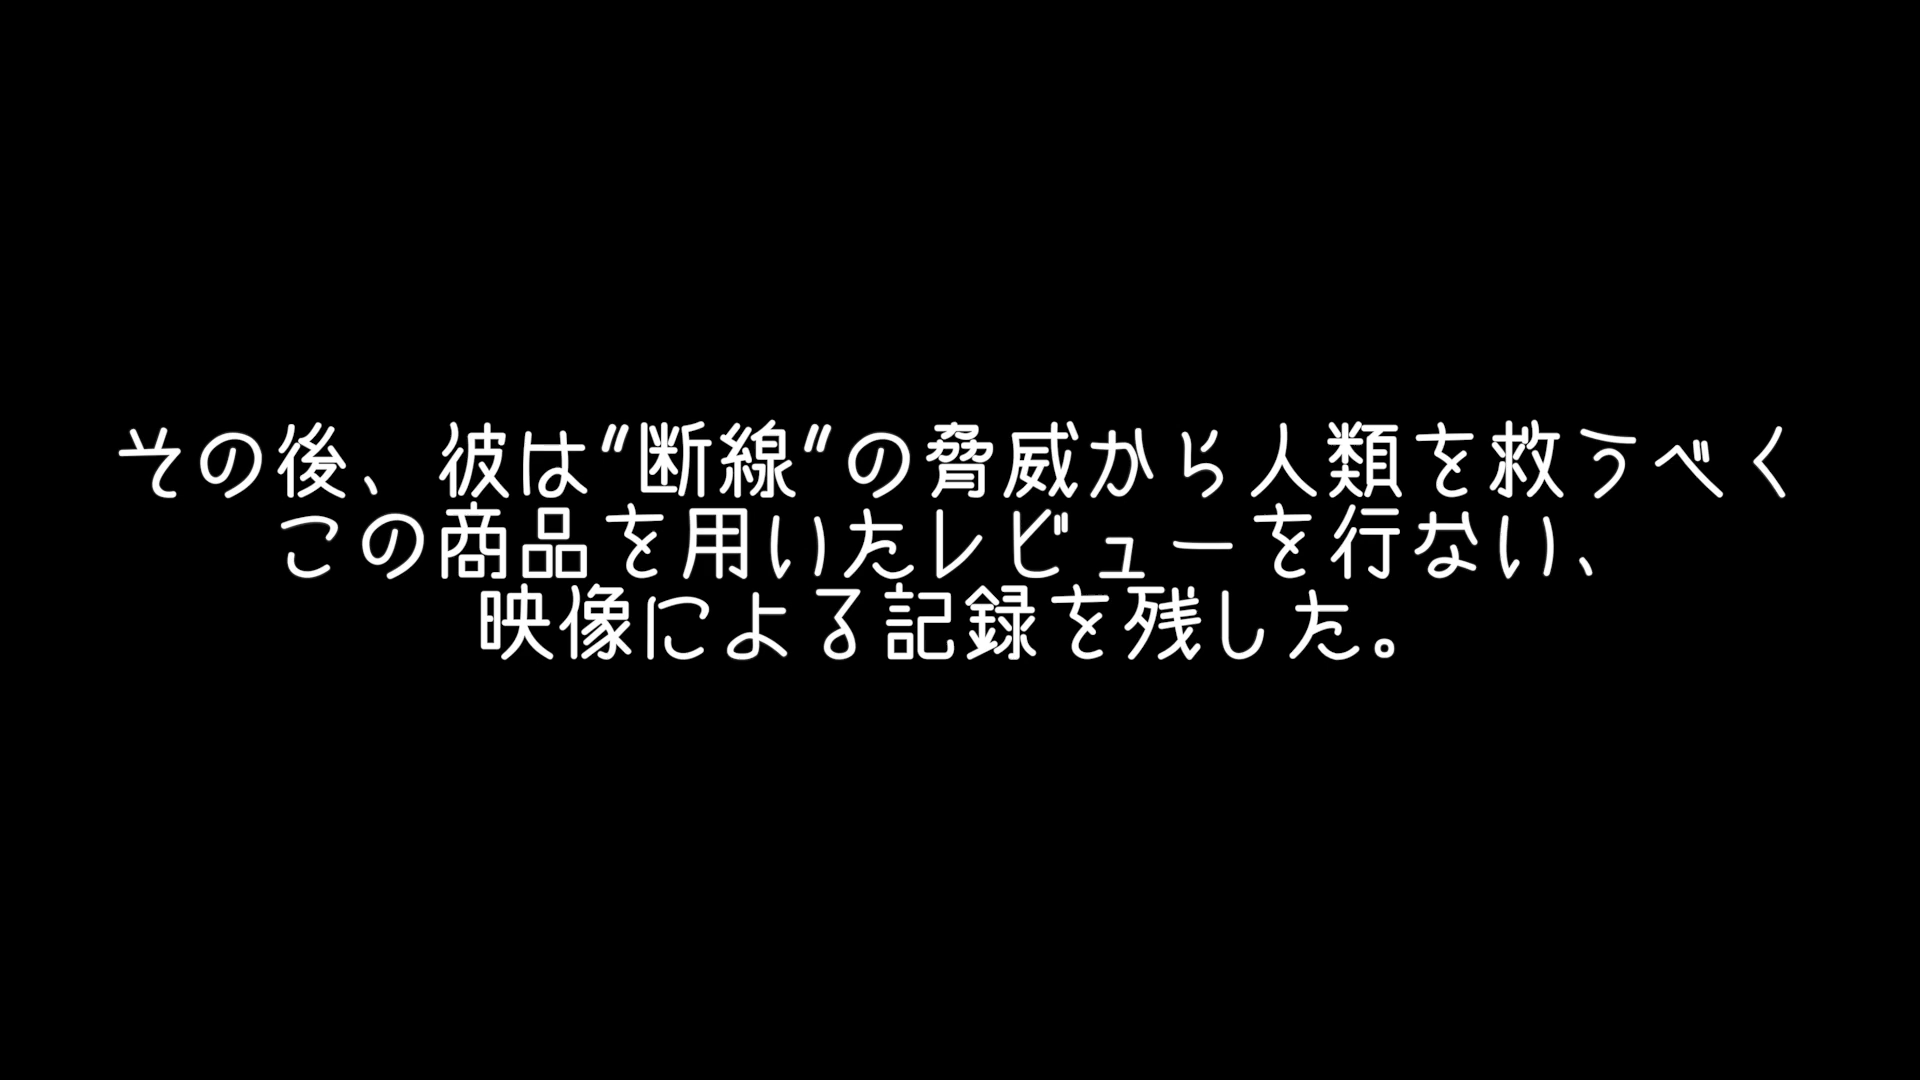 その後、彼は"断線"の脅威から人類を救うべく
この商品を用いたレビューを行ない、
映像による記録を残した。